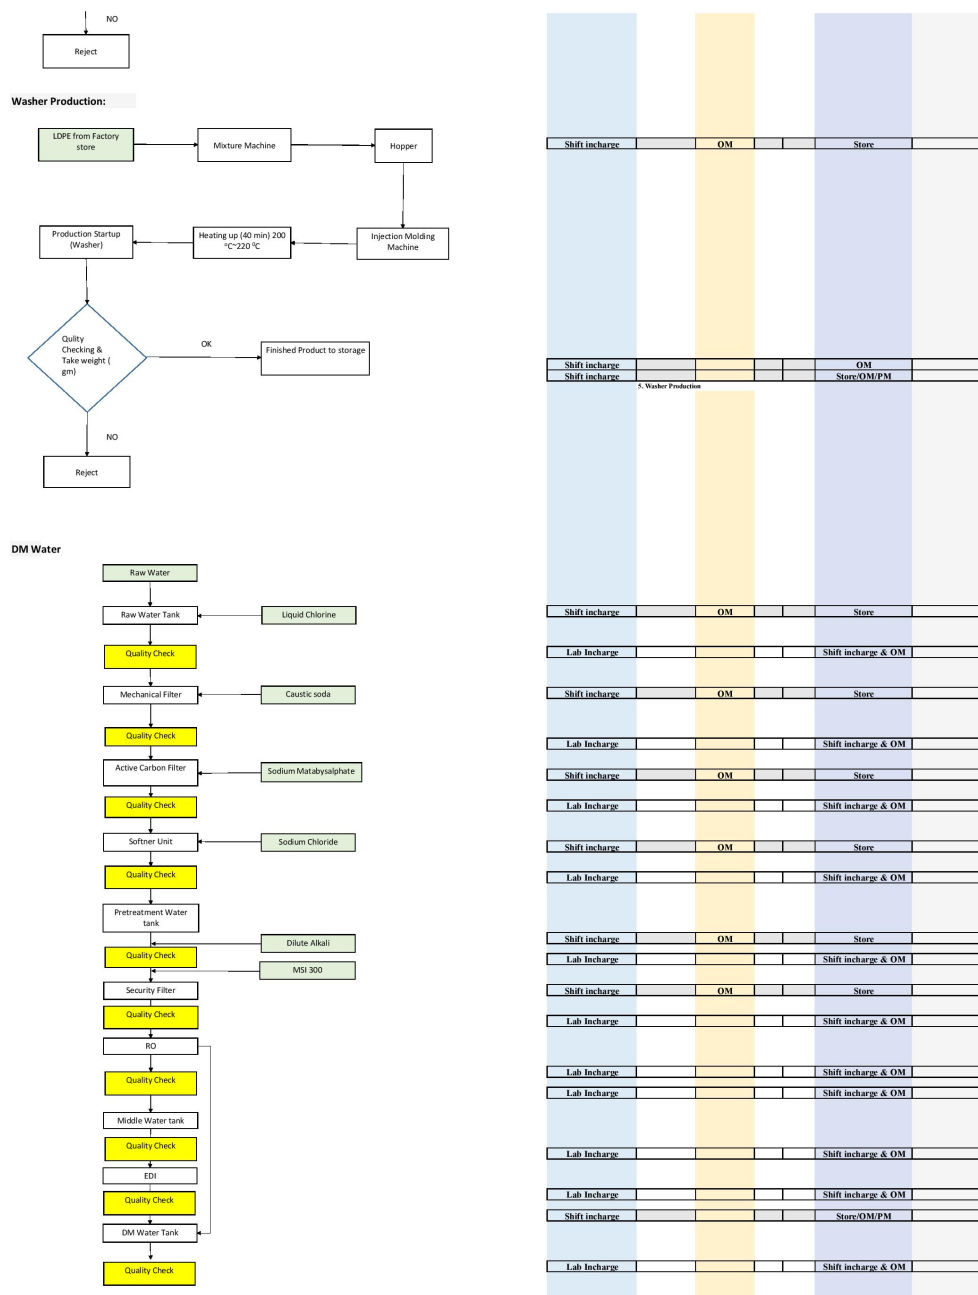 NO
Reject
Washer Production:
LDPE from Factory
store
Mixture Machine
Hopper
Shift incharge OM Store
Production Startup
(Washer)
Heating up (40 min) 200
°C~220 °C
Injection Molding
Machine
Qulity
Checking &
Take weight (
gm)
OK
Finished Product to storage
Shift incharge OM
Shift incharge Store/OM/PM
5. Washer Production
NO
Reject
DM Water
Raw Water
Raw Water Tank
Liquid Chlorine
Shift incharge OM Store
Quality Check
Lab Incharge Shift incharge & OM
Mechanical Filter
Caustic soda
Shift incharge OM Store
Quality Check
Lab Incharge Shift incharge & OM
Active Carbon Filter
Sodium Matabysalphate
Shift incharge OM Store
Quality Check
Lab Incharge Shift incharge & OM
Softner Unit
Sodium Chloride
Shift incharge OM Store
Quality Check
Lab Incharge Shift incharge & OM
Pretreatment Water
tank
Dilute Alkali
Shift incharge OM Store
Quality Check
Lab Incharge Shift incharge & OM
MSI 300
Security Filter
Shift incharge OM Store
Quality Check
Lab Incharge Shift incharge & OM
RO
Lab Incharge Shift incharge & OM
Quality Check
Lab Incharge Shift incharge & OM
Middle Water tank
Quality Check
Lab Incharge Shift incharge & OM
EDI
Quality Check
Lab Incharge Shift incharge & OM
Shift incharge Store/OM/PM
DM Water Tank
Quality Check
Lab Incharge Shift incharge & OM